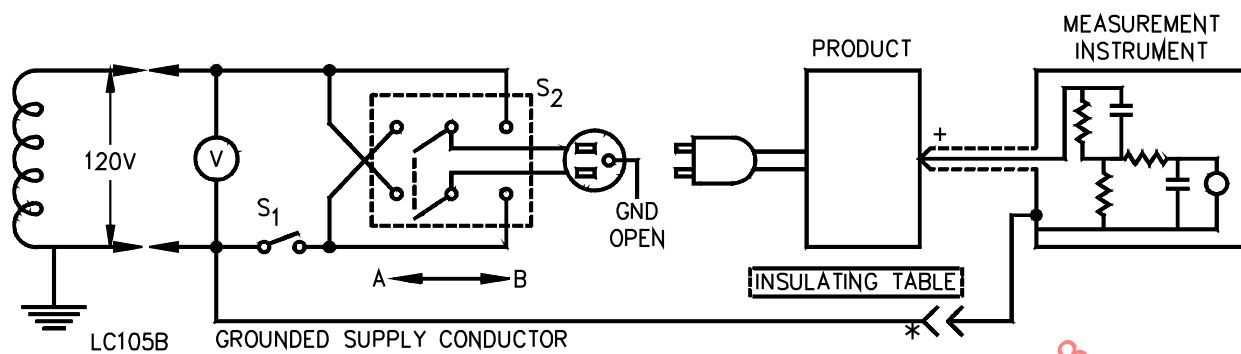 MEASUREMENT
INSTRUMENT
PRODUCT
S2
+
120V
V
S1
GND
OPEN
A B
INSULATING TABLE
*
LC105B
GROUNDED SUPPLY CONDUCTOR